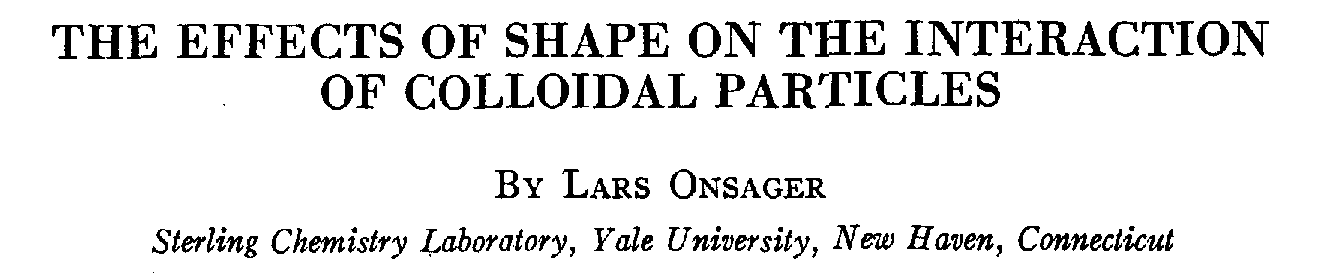 THE EFFECTS OF SHAPE ON THE INTERACTION
OF COLLOIDAL PARTICLES
BY LARS ONSAGER
Sterling Chemistry Laboratory, Yale University, New Haven, Connecticut